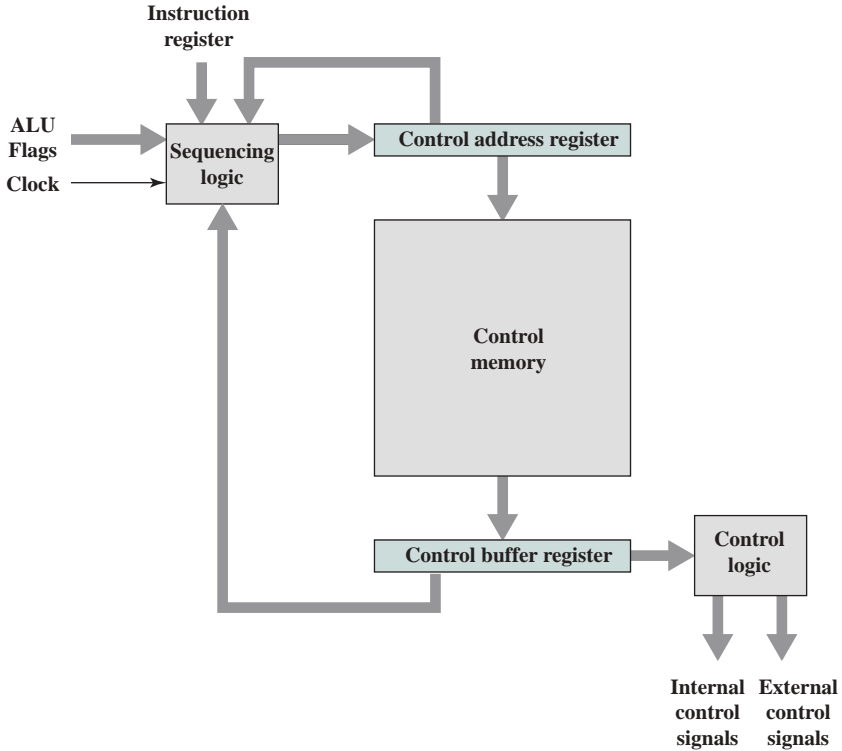 Instruction
register
ALU
Flags
Clock
Sequencing
logic
Control address register
Control
memory
Control buffer register
Control
logic
Internal
control
signals
External
control
signals